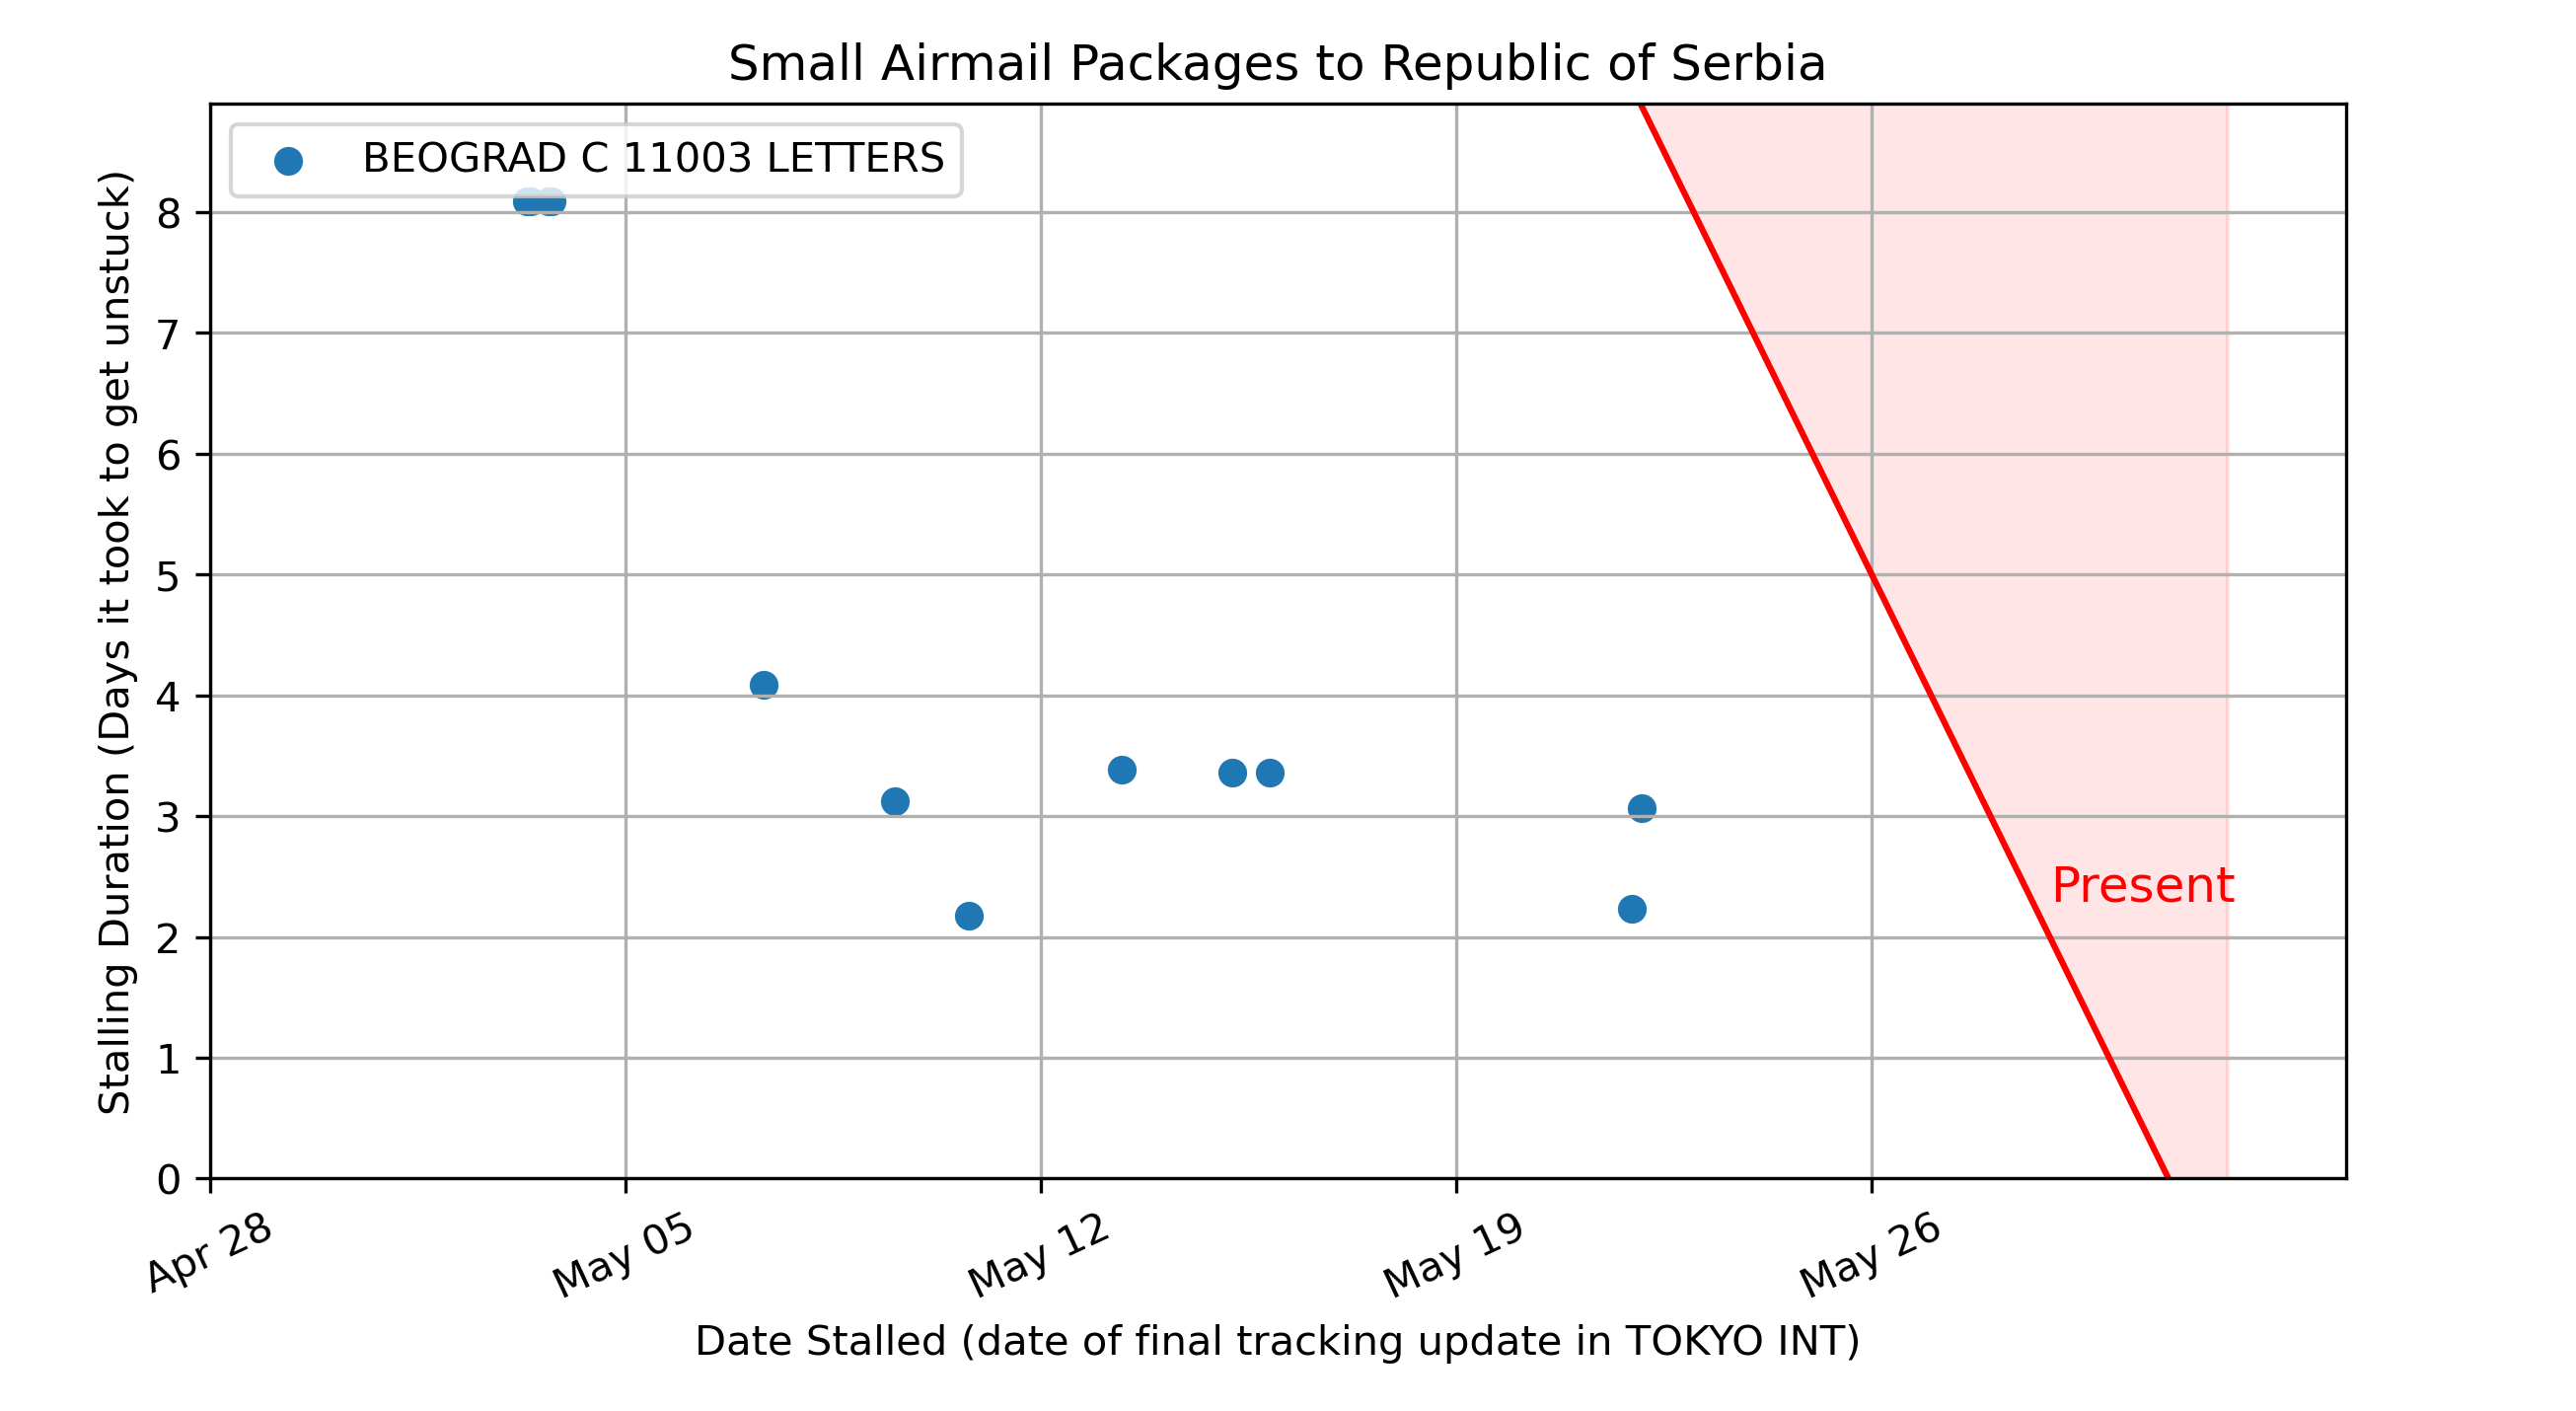 Small Airmail Packages to Republic of Serbia
BEOGRAD C 11003 LETTERS
Stalling Duration (Days it took to get unstuck)
8
7
6
5
4
3
2
1
0
Present
Apr 28
May 05
May 12
May 19
May 26
Date Stalled (date of final tracking update in TOKYO INT)